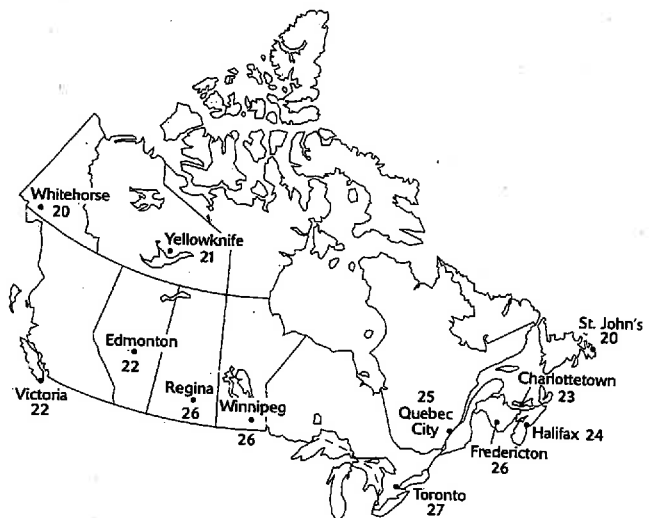 Whitehorse
20
Yellowknife
21
St. John's
20
Edmonton
22
Charlottetown
23
Victoria
22
Regina
26
Winnipeg
26
25
Quebec
City
Halifax 24
Fredericton
26
Toronto
27